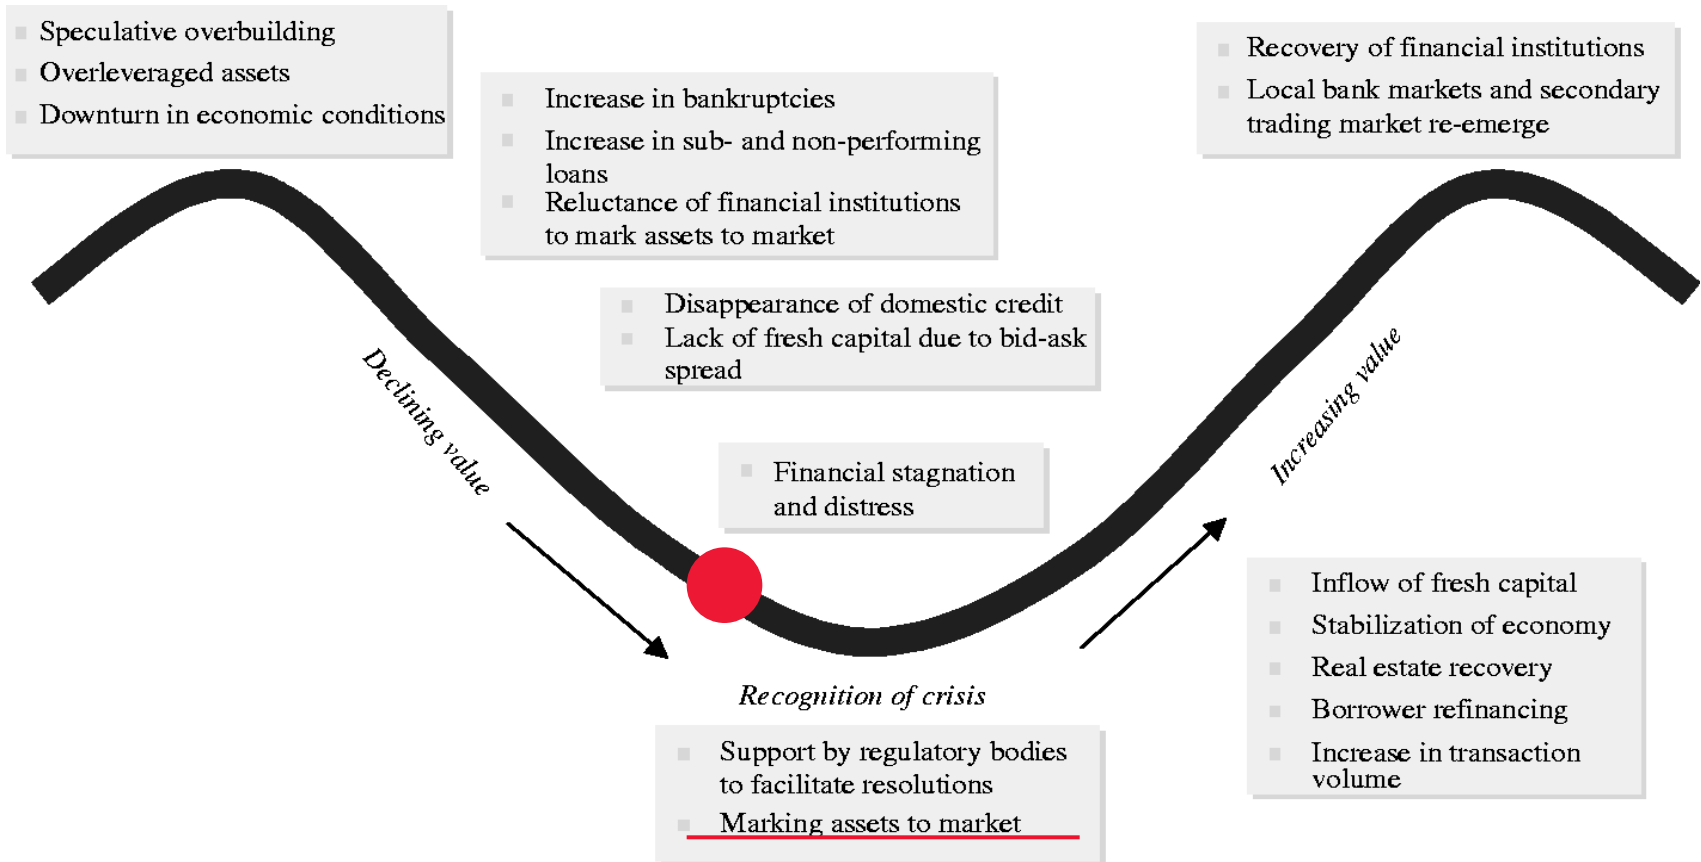 Speculative overbuilding
Overleveraged assets
Downturn in economic conditions
Increase in bankruptcies
Increase in sub- and non-performing
loans
Reluctance of financial institutions
to mark assets to market
Recovery of financial institutions
Local bank markets and secondary
trading market re-emerge
Disappearance of domestic credit
Lack of fresh capital due to bid-ask
spread
Declining value
Increasing value
Financial stagnation
and distress
Recognition of crisis
Support by regulatory bodies
to facilitate resolutions
Marking assets to market
Inflow of fresh capital
Stabilization of economy
Real estate recovery
Borrower refinancing
Increase in transaction
volume